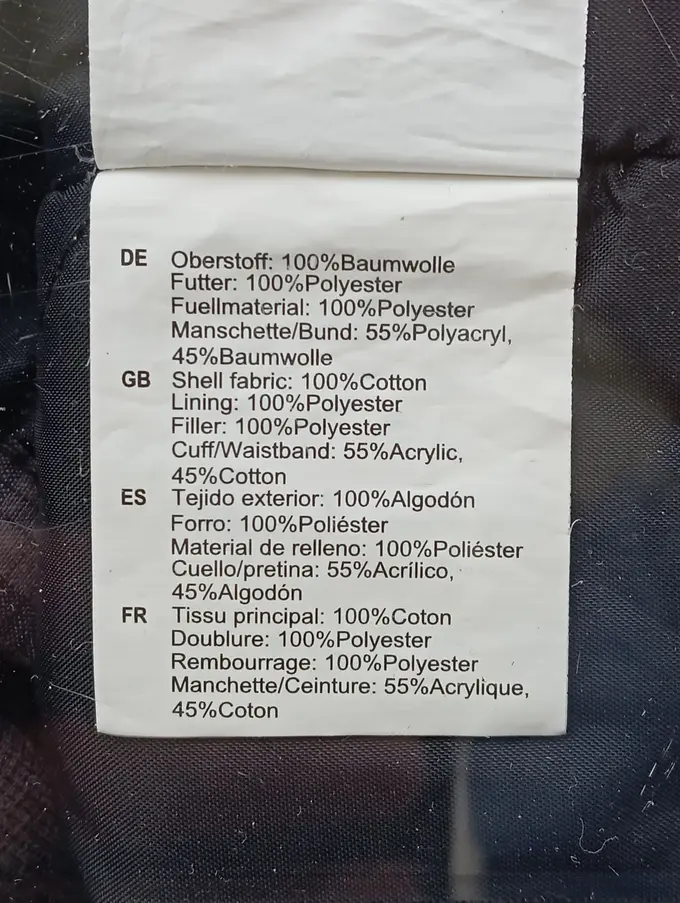 DE Oberstoff: 100%Baumwolle
Futter: 100%Polyester
Fuellmaterial: 100%Polyester
Manschette/Bund: 55%Polyacryl,
45%Baumwolle
GB Shell fabric: 100%Cotton
Lining: 100%Polyester
Filler: 100%Polyester
Cuff/Waistband: 55%Acrylic,
45%Cotton
ES Tejido exterior: 100%Algodón
Forro: 100%Poliéster
Material de relleno: 100%Poliéster
Cuello/pretina: 55%Acrílico,
45%Algodón
FR Tissu principal: 100%Coton
Doublure: 100%Polyester
Rembourrage: 100%Polyester
Manchette/Ceinture: 55%Acrylique,
45%Coton